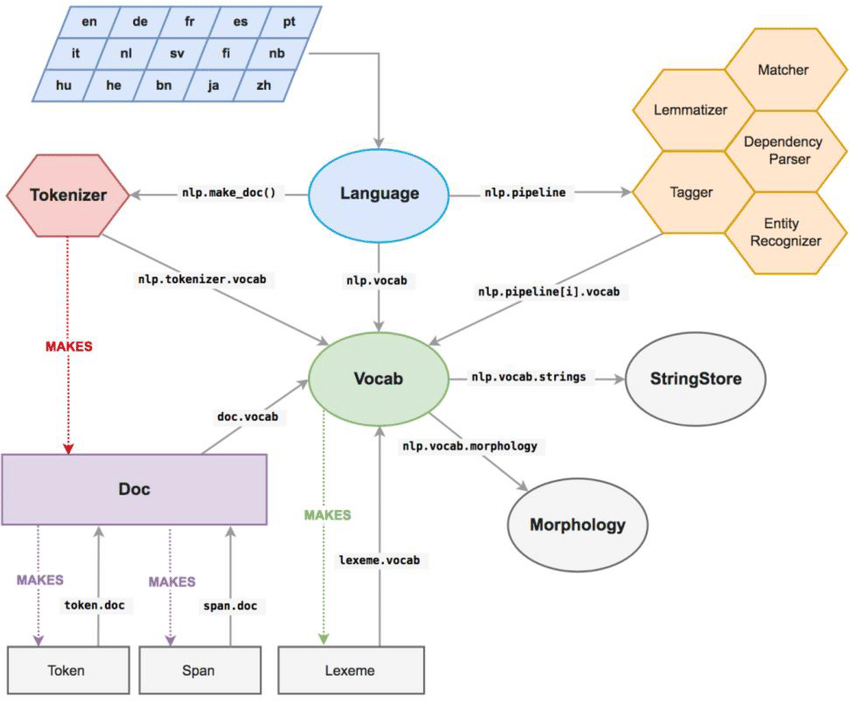 en de fr es pt
it nl sv fi nb
hu he bn ja zh
Matcher
Lemmatizer
Dependency
Parser
Tagger
Entity
Recognizer
Tokenizer
nlp.make_doc()
Language
nlp.pipeline
nlp.tokenizer.vocab
nlp.vocab
nlp.pipeline[i].vocab
MAKES
Vocab
nlp.vocab.strings
StringStore
doc.vocab
nlp.vocab.morphology
Doc
MAKES
Morphology
lexeme.vocab
MAKES
token.doc
MAKES
span.doc
Token
Span
Lexeme